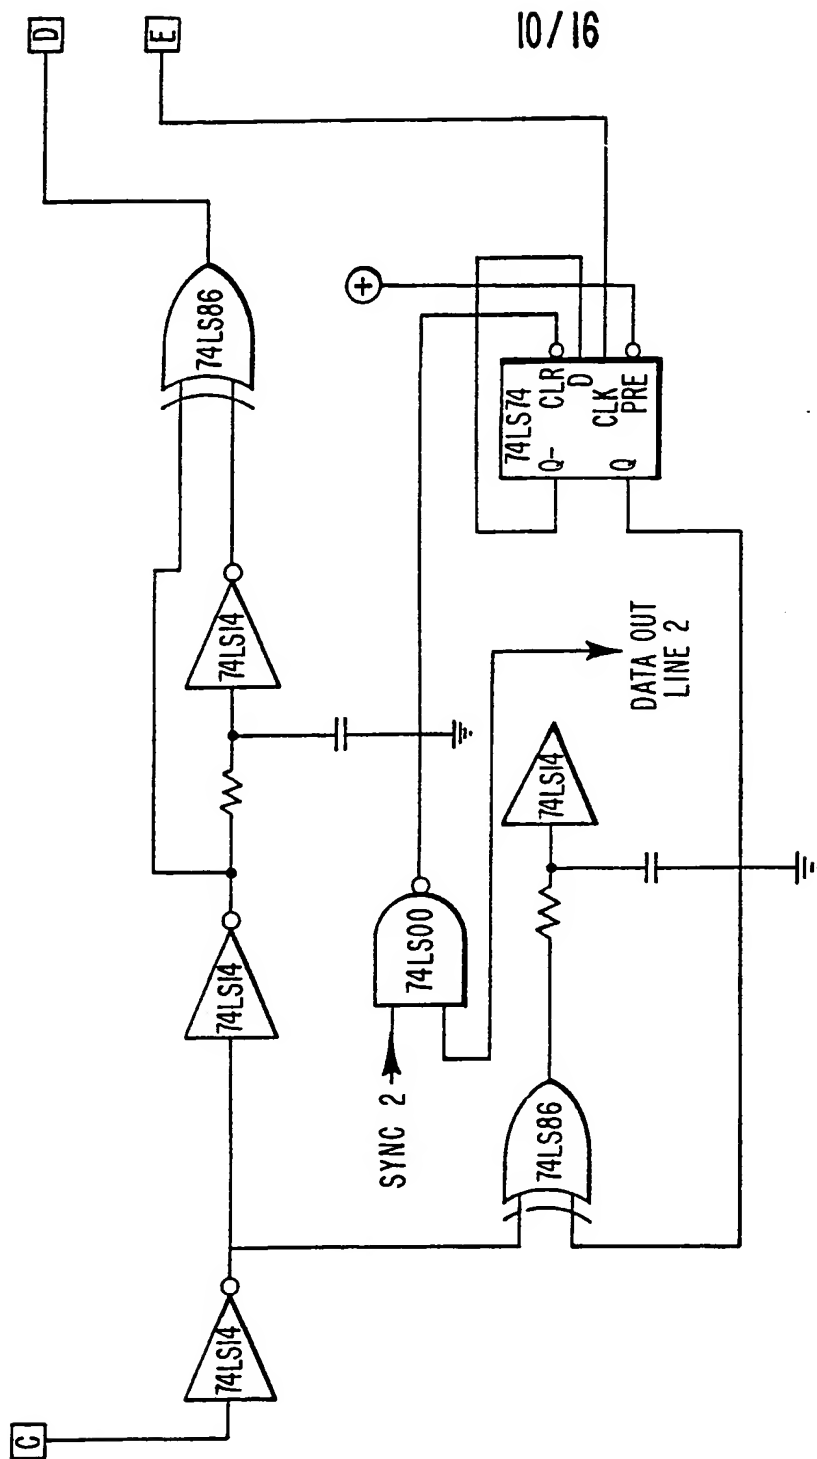 10/16
C
74LS14
74LS14
74LS14
74LS86
D
E
SYNC 2
74LS00
74LS86
74LS14
DATA OUT
LINE 2
74LS74
Q-
CLR
D
CLK
PRE
Q
+